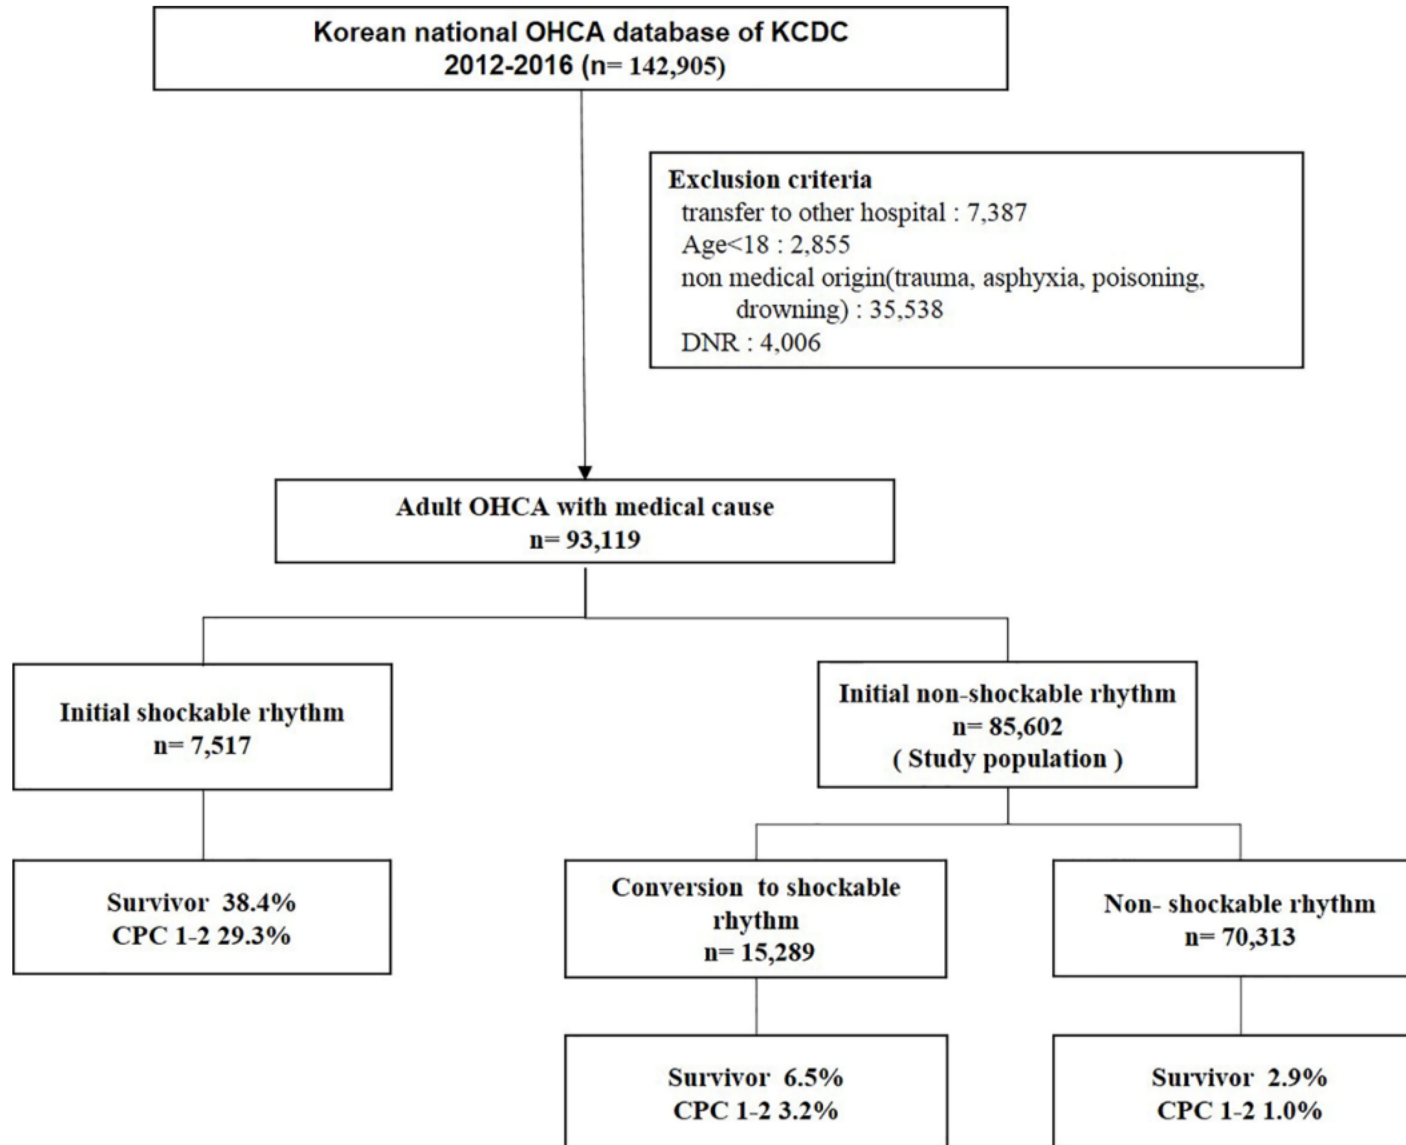 Korean national OHCA database of KCDC
2012-2016 (n= 142,905)
Exclusion criteria
transfer to other hospital : 7,387
Age<18 : 2,855
non medical origin(trauma, asphyxia, poisoning,
drowning) : 35,538
DNR : 4,006
Adult OHCA with medical cause
n= 93,119
Initial shockable rhythm
n= 7,517
Initial non-shockable rhythm
n= 85,602
( Study population )
Survivor 38.4%
CPC 1-2 29.3%
Conversion to shockable
rhythm
n= 15,289
Non- shockable rhythm
n= 70,313
Survivor 6.5%
CPC 1-2 3.2%
Survivor 2.9%
CPC 1-2 1.0%